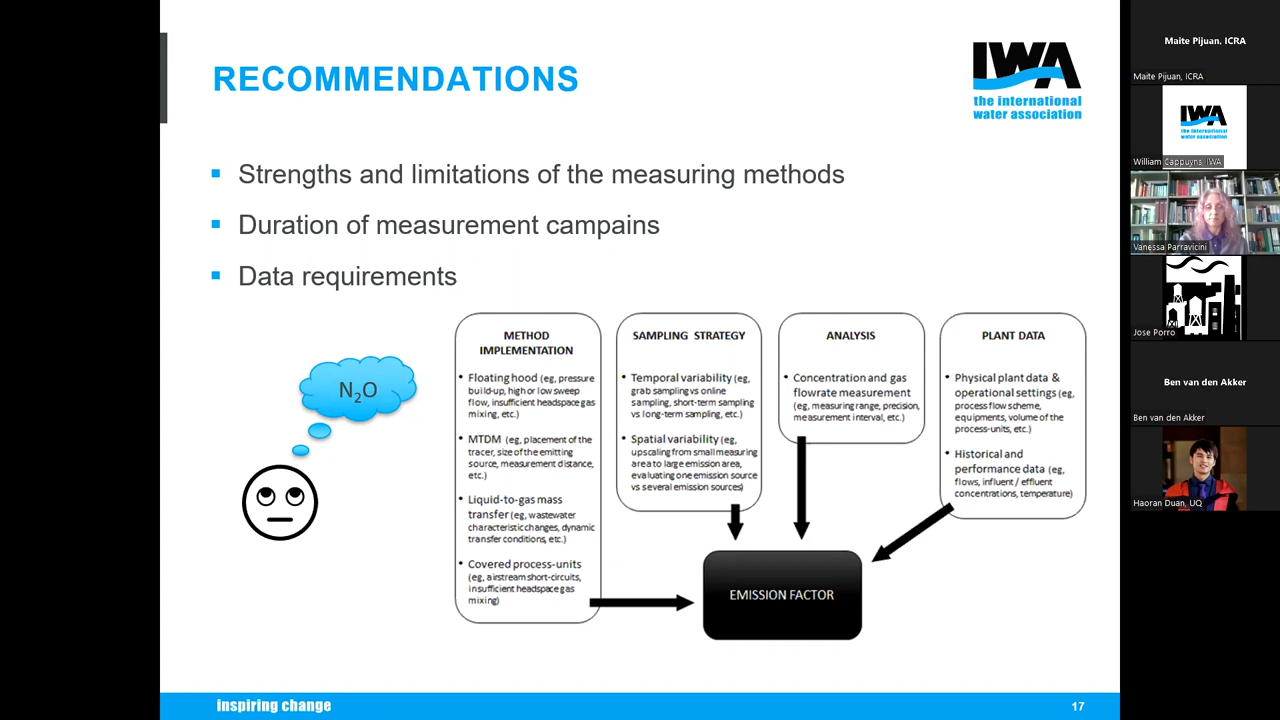 RECOMMENDATIONS
IWA
the international
water association
Strengths and limitations of the measuring methods
Duration of measurement campains
Data requirements
N2O
METHOD
IMPLEMENTATION
Floating hood (eg, pressure
build-up, high or low sweep
flow, insufficient headspace gas
mixing, etc.)
MTDM (eg, placement of the
tracer, size of the emitting
source, measurement distance,
etc.)
Liquid-to-gas mass
transfer (eg, wastewater
characteristic changes, dynamic
transfer conditions, etc.)
Covered process-units
(eg, airstream short-circuits,
insufficient headspace gas
mixing)
SAMPLING STRATEGY
Temporal variability (eg,
grab sampling vs online
sampling, short-term sampling
vs long-term sampling, etc.)
Spatial variability (eg,
upscaling from small measuring
area to large emission area,
evaluating one emission source
vs several emission sources)
ANALYSIS
Concentration and gas
flowrate measurement
(eg, measuring range, precision,
measurement interval, etc.)
PLANT DATA
Physical plant data &
operational settings (eg,
process flow scheme,
equipments, volume of the
process-units, etc.)
Historical and
performance data (eg,
flows, influent / effluent
concentrations, temperature)
EMISSION FACTOR
inspiring change
17
Maite Pijuan, ICRA
Maite Pijuan, ICRA
IWA
the international
water association
William Cappuyns, IWA
Vanessa Parravicini
Jose Porro
Ben van den Akker
Ben van den Akker
Haoran Duan, UQ